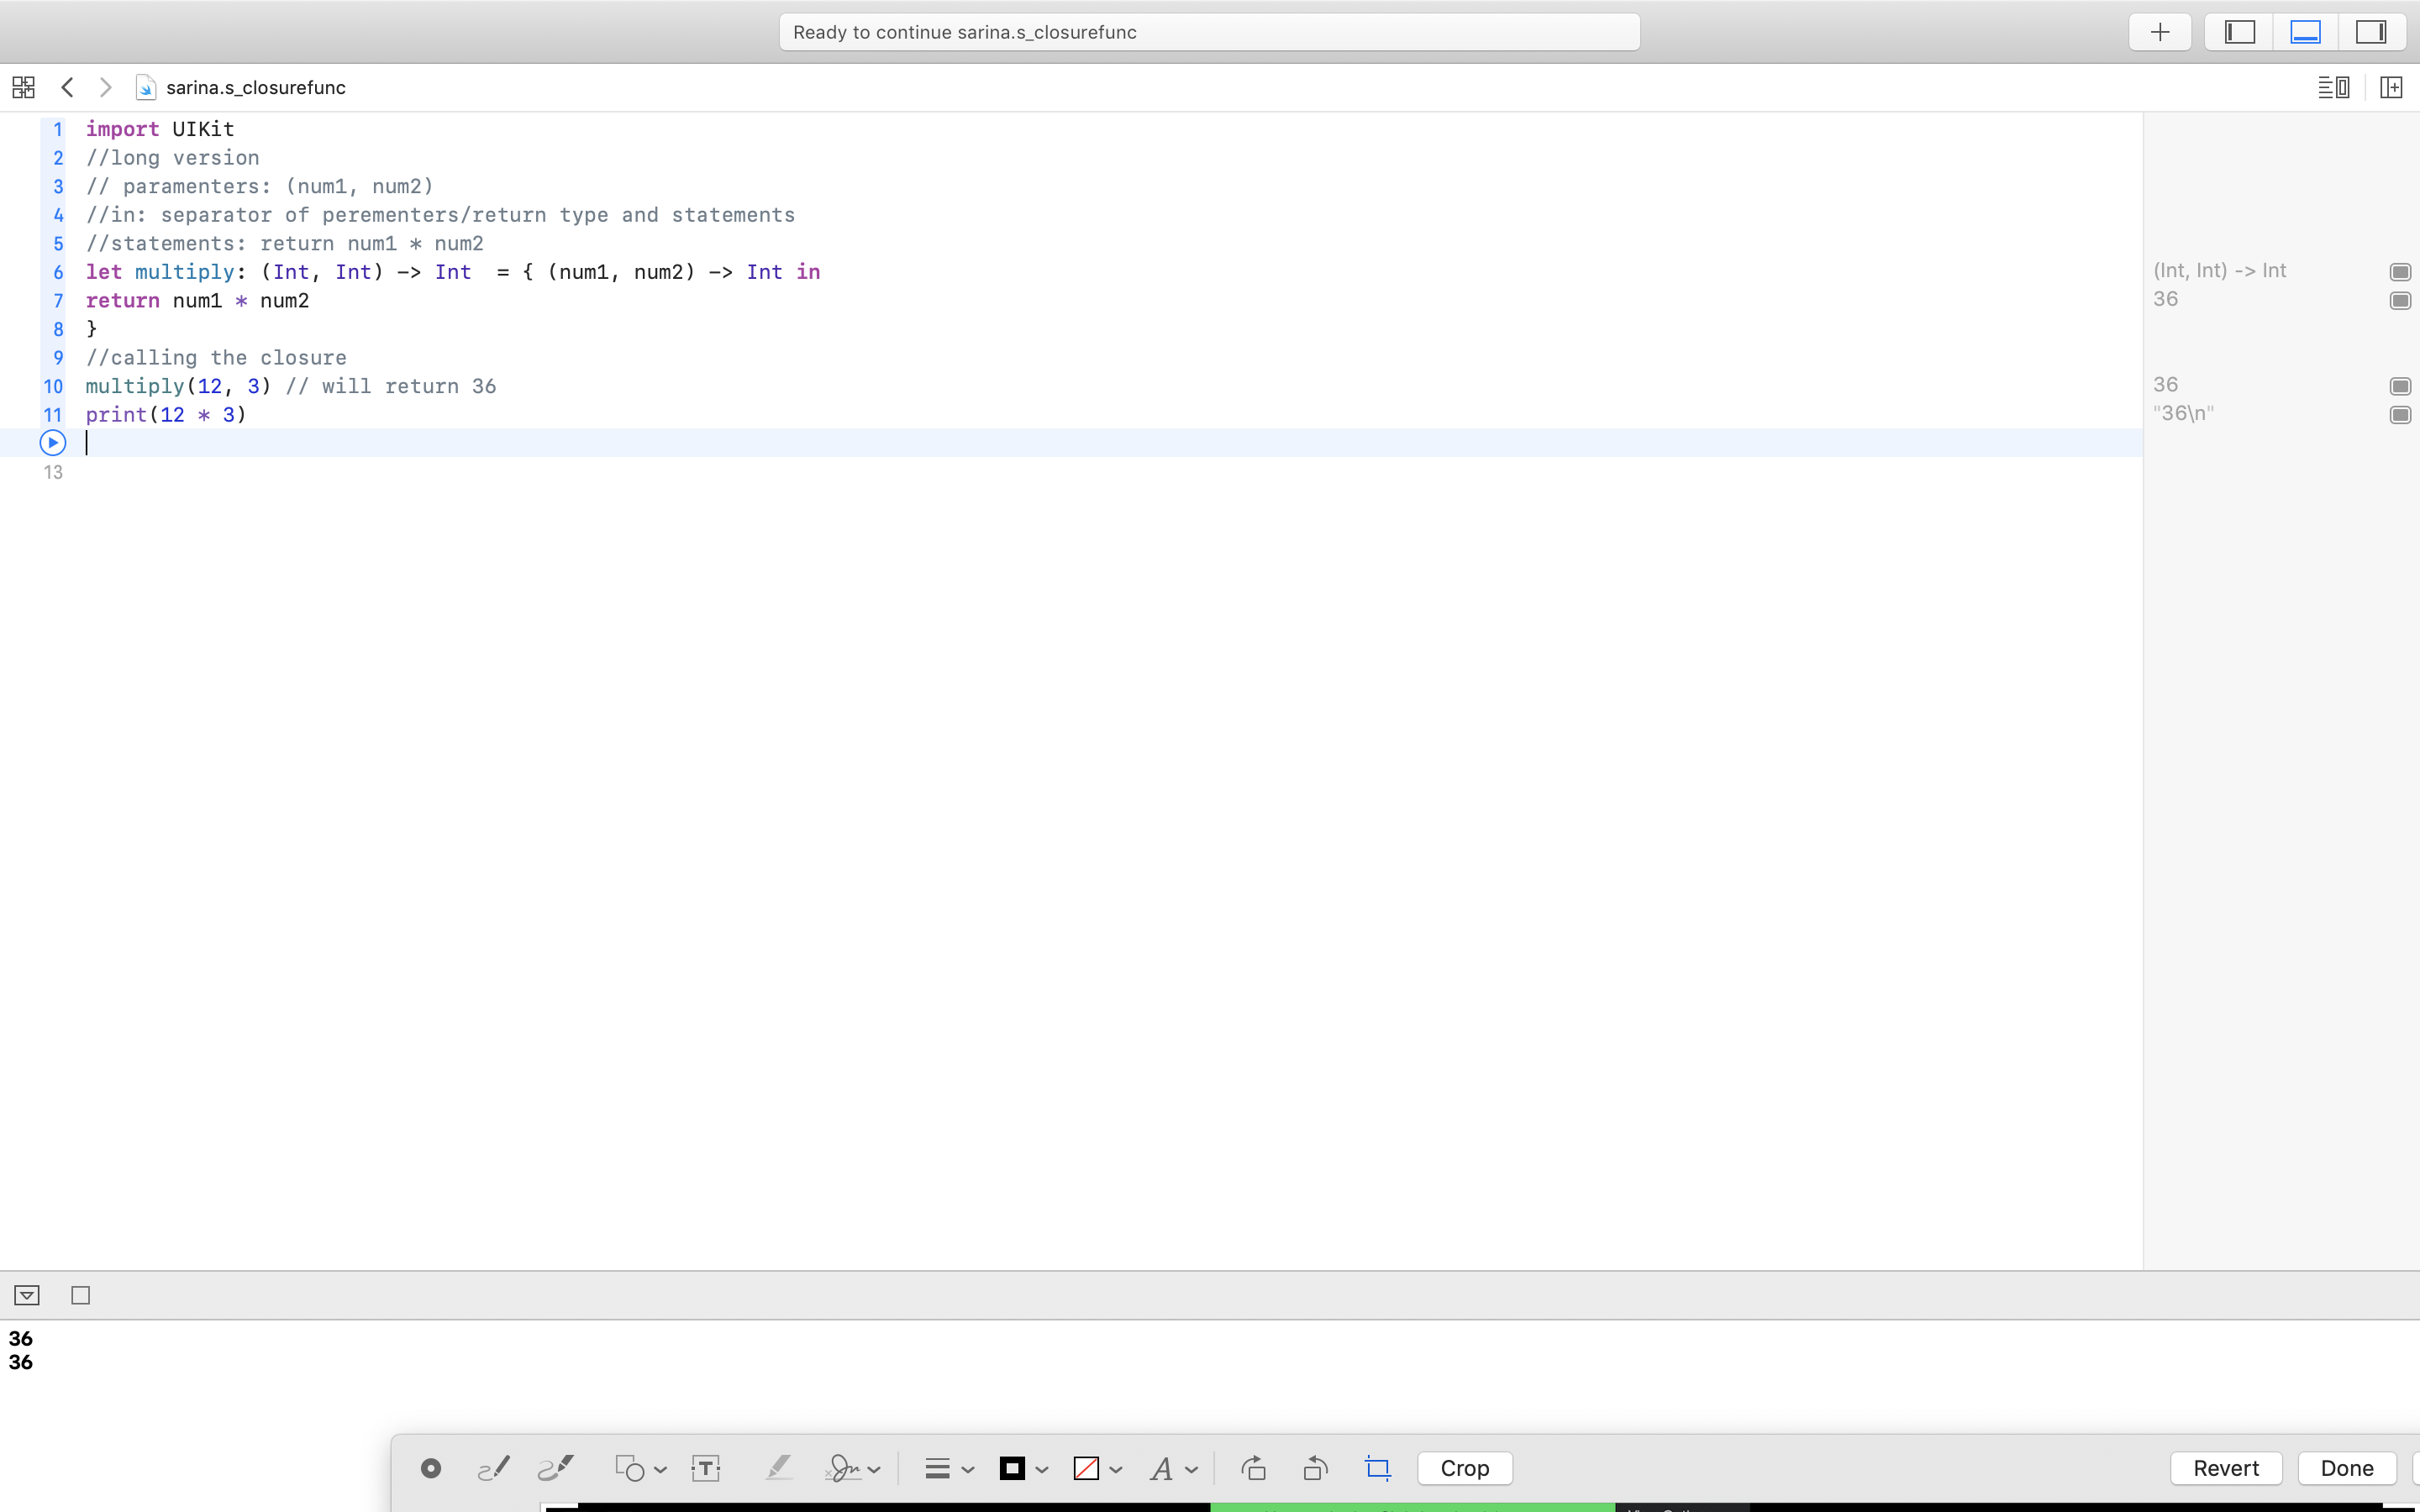 Ready to continue sarina.s_closurefunc
sarina.s_closurefunc
1 import UIKit
2 //long version
3 // paramenters: (num1, num2)
4 //in: separator of perementers/return type and statements
5 //statements: return num1 * num2
6 let multiply: (Int, Int) -> Int  = { (num1, num2) -> Int in
(Int, Int) -> Int
7 return num1 * num2
36
8 }
9 //calling the closure
10 multiply(12, 3) // will return 36
36
11 print(12 * 3)
"36\n"
13
36
36
T
A
Crop
Revert
Done